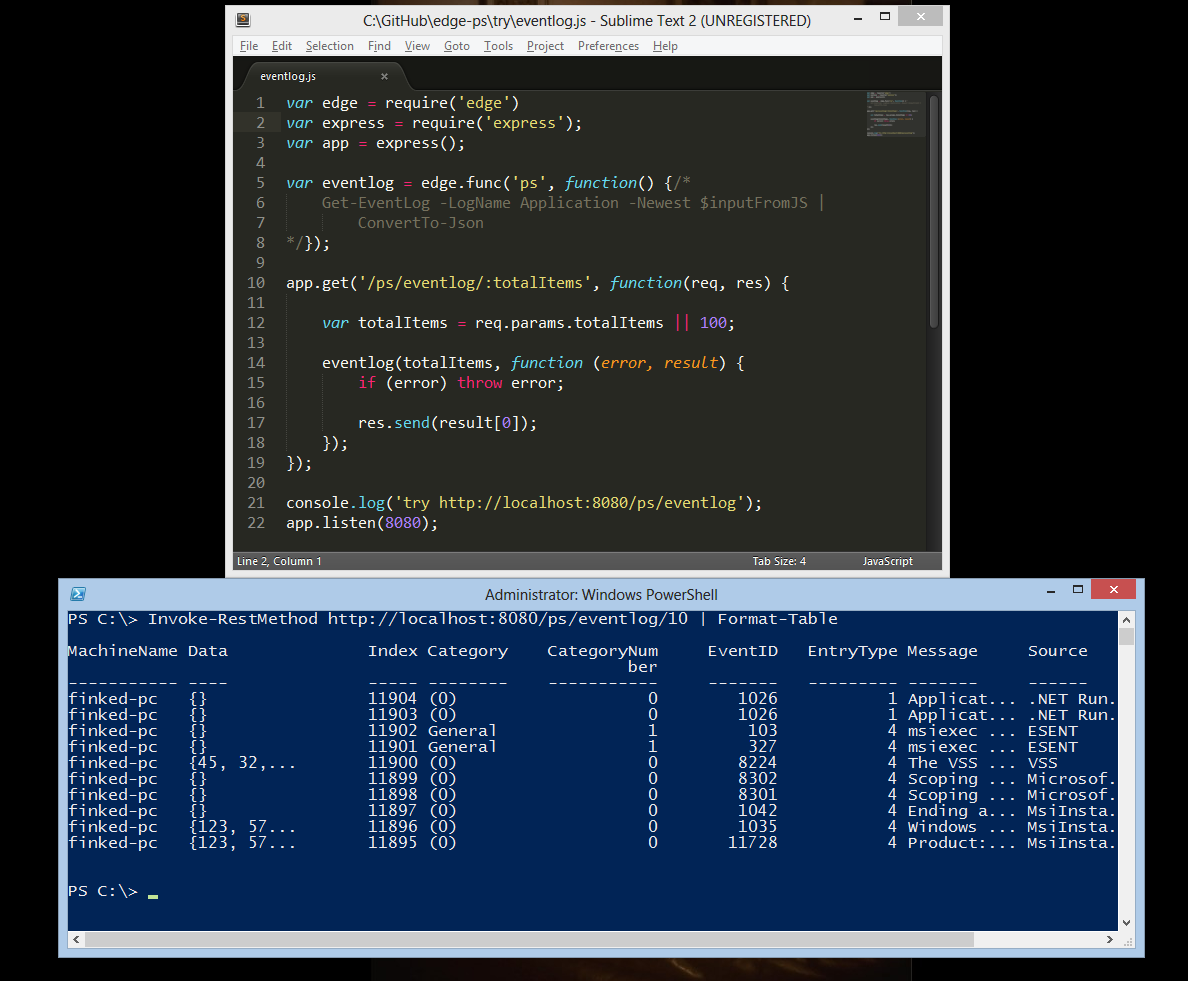 C:\GitHub\edge-ps\try\eventlog.js - Sublime Text 2 (UNREGISTERED)
File Edit Selection Find View Goto Tools Project Preferences Help
eventlog.js
1 var edge = require('edge')
2 var express = require('express');
3 var app = express();
4
5 var eventlog = edge.func('ps', function() {/*
6 Get-EventLog -LogName Application -Newest $inputFromJS |
7 ConvertTo-Json
8 */});
9
10 app.get('/ps/eventlog/:totalItems', function(req, res) {
11
12 var totalItems = req.params.totalItems || 100;
13
14 eventlog(totalItems, function (error, result) {
15 if (error) throw error;
16
17 res.send(result[0]);
18 });
19 });
20
21 console.log('try http://localhost:8080/ps/eventlog');
22 app.listen(8080);
Line 2, Column 1 Tab Size: 4 JavaScript
Administrator: Windows PowerShell
PS C:\> Invoke-RestMethod http://localhost:8080/ps/eventlog/10 | Format-Table
MachineName Data Index Category CategoryNum EventID EntryType Message Source
ber
----------- ---- ----- -------- ----------- ------- --------- ------- ------
finked-pc {} 11904 (0) 0 1026 1 Applicat... .NET Run.
finked-pc {} 11903 (0) 0 1026 1 Applicat... .NET Run.
finked-pc {} 11902 General 1 103 4 msiexec ... ESENT
finked-pc {} 11901 General 1 327 4 msiexec ... ESENT
finked-pc {45, 32,... 11900 (0) 0 8224 4 The VSS ... VSS
finked-pc {} 11899 (0) 0 8302 4 Scoping ... Microsof.
finked-pc {} 11898 (0) 0 8301 4 Scoping ... Microsof.
finked-pc {} 11897 (0) 0 1042 4 Ending a... MsiInsta.
finked-pc {123, 57... 11896 (0) 0 1035 4 Windows ... MsiInsta.
finked-pc {123, 57... 11895 (0) 0 11728 4 Product:... MsiInsta.
PS C:\>